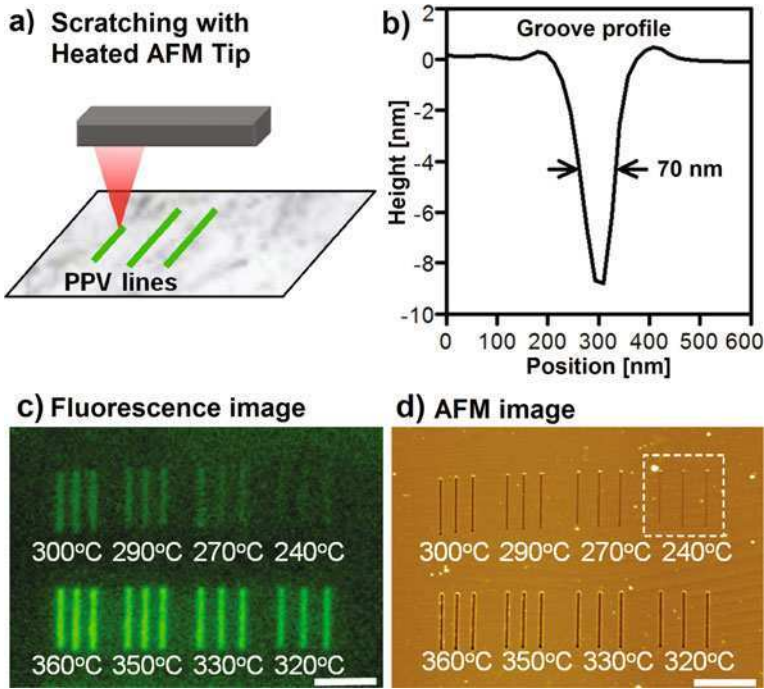 a) Scratching with
Heated AFM Tip
PPV lines
b)
Groove profile
Height [nm]
2
0
-2
-4
-6
-8
-10
70 nm
0 100 200 300 400 500 600
Position [nm]
c) Fluorescence image
300°C 290°C 270°C 240°C
360°C 350°C 330°C 320°C
d) AFM image
300°C 290°C 270°C 240°C
360°C 350°C 330°C 320°C